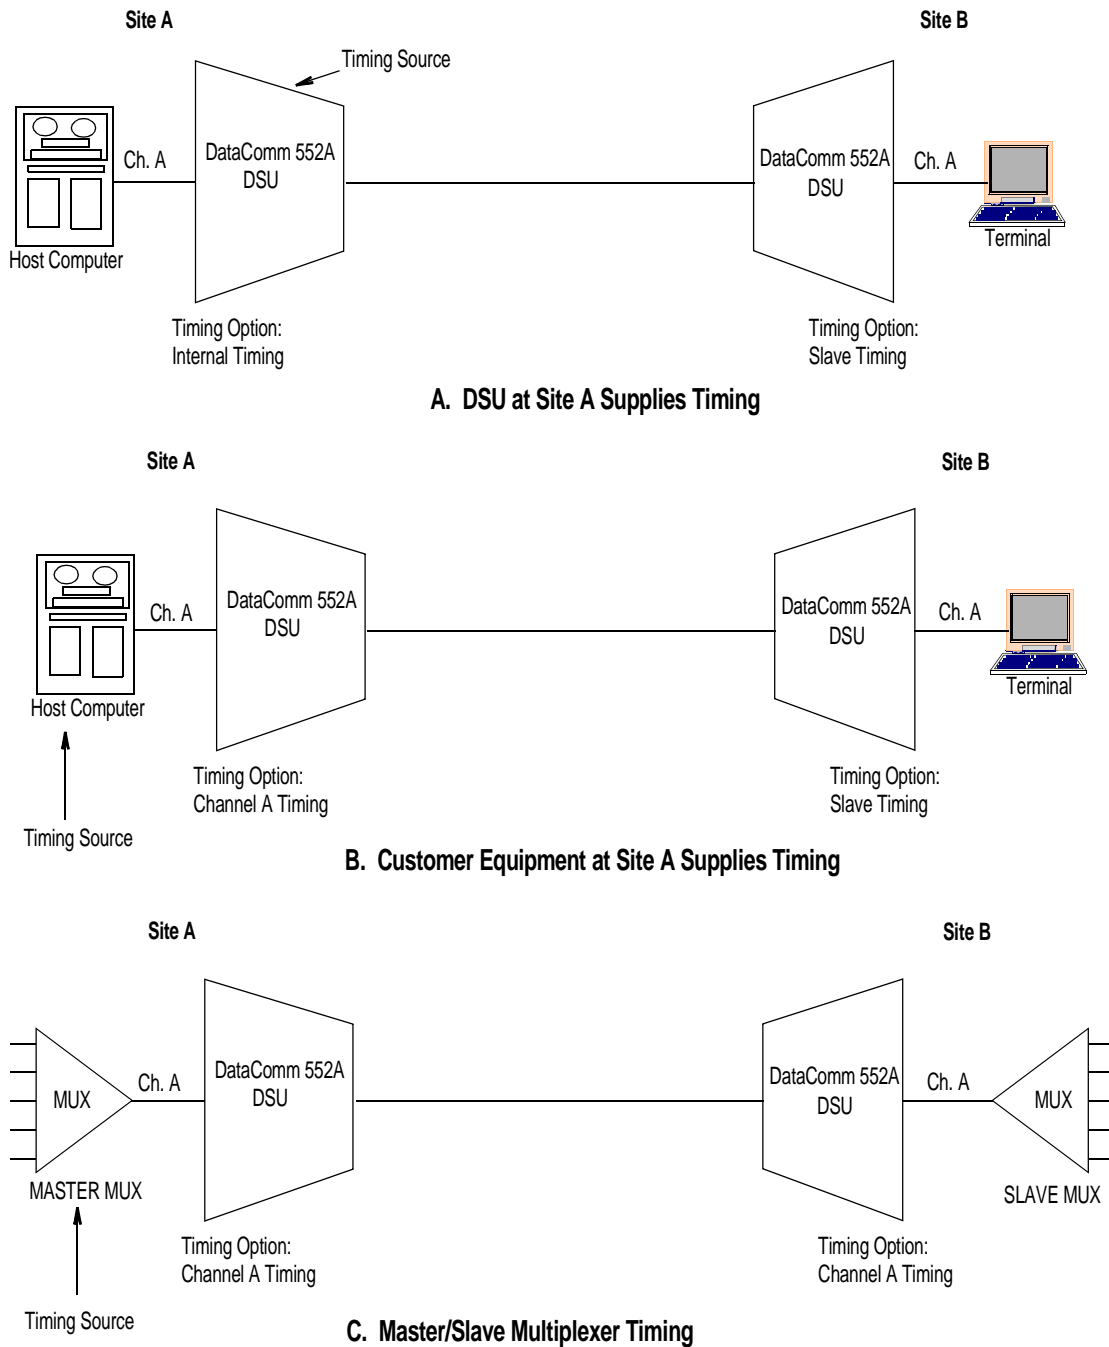 Site A
Site B
Timing Source
Ch. A
DataComm 552A
DSU
DataComm 552A
DSU
Ch. A
Host Computer
Terminal
Timing Option:
Internal Timing
Timing Option:
Slave Timing
A. DSU at Site A Supplies Timing
Site A
Site B
Ch. A
DataComm 552A
DSU
DataComm 552A
DSU
Ch. A
Host Computer
Terminal
Timing Option:
Channel A Timing
Timing Option:
Slave Timing
Timing Source
B. Customer Equipment at Site A Supplies Timing
Site A
Site B
MUX
Ch. A
DataComm 552A
DSU
DataComm 552A
DSU
Ch. A
MUX
MASTER MUX
SLAVE MUX
Timing Option:
Channel A Timing
Timing Option:
Channel A Timing
Timing Source
C. Master/Slave Multiplexer Timing